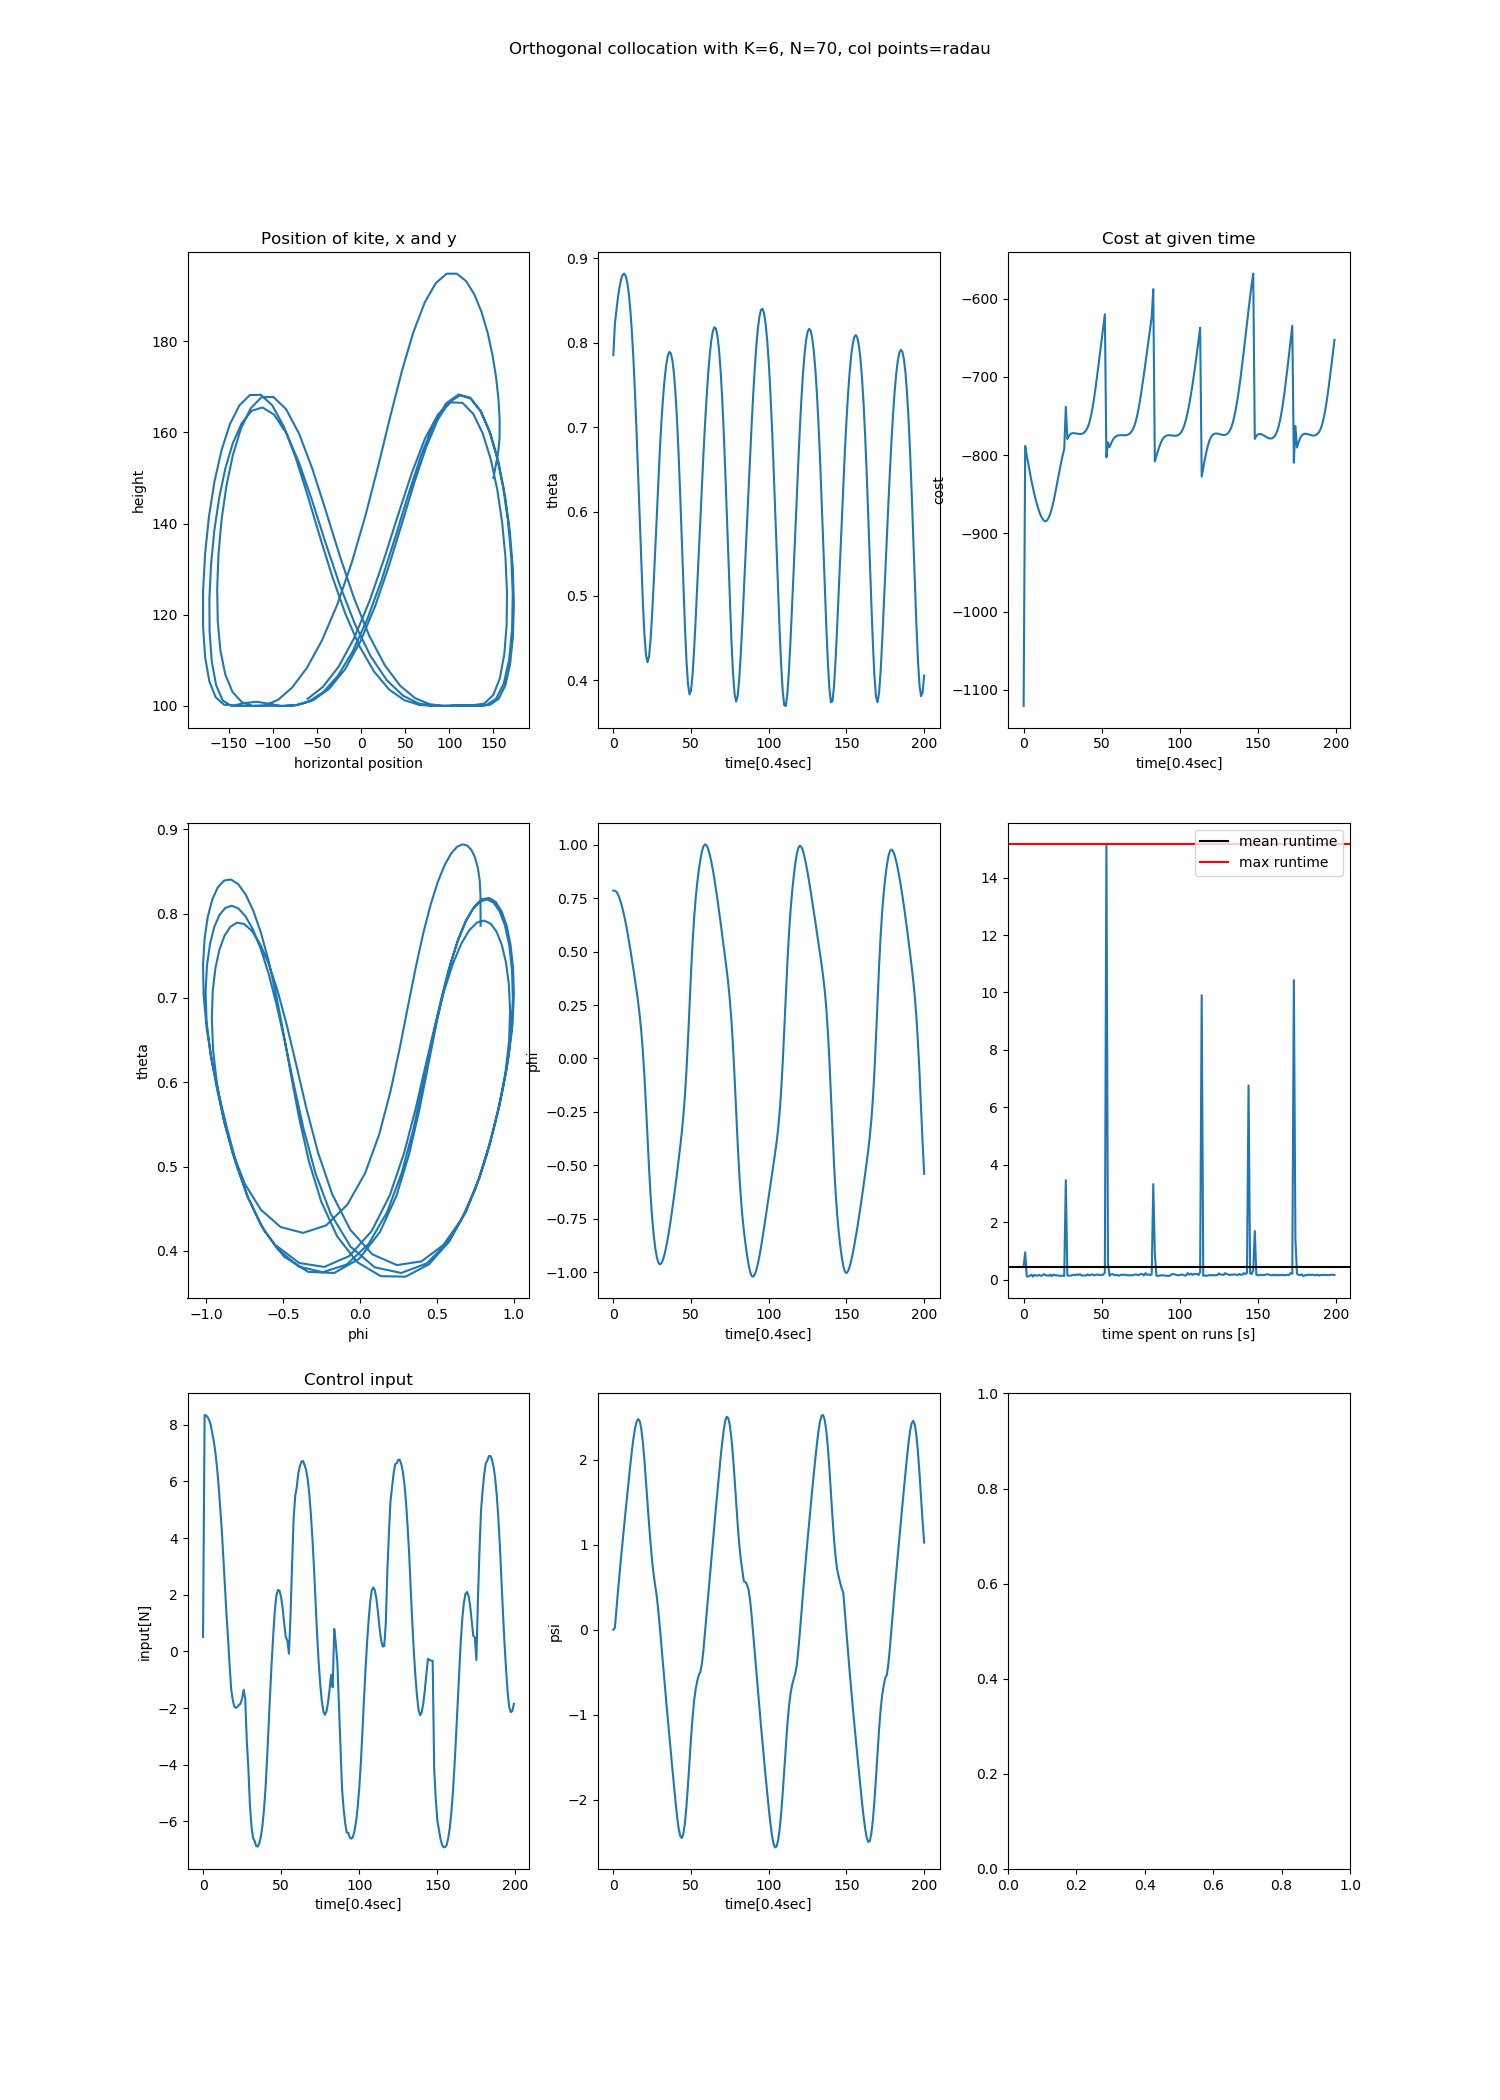 Orthogonal collocation with K=6, N=70, col points=radau
Position of kite, x and y
height
180
160
140
120
100
−150 −100 −50 0 50 100 150
horizontal position
theta
0.9
0.8
0.7
0.6
0.5
0.4
0 50 100 150 200
time[0.4sec]
Cost at given time
cost
−600
−700
−800
−900
−1000
−1100
0 50 100 150 200
time[0.4sec]
theta
0.9
0.8
0.7
0.6
0.5
0.4
−1.0 −0.5 0.0 0.5 1.0
phi
phi
1.00
0.75
0.50
0.25
0.00
−0.25
−0.50
−0.75
−1.00
0 50 100 150 200
time[0.4sec]
mean runtime
max runtime
14
12
10
8
6
4
2
0
0 50 100 150 200
time spent on runs [s]
Control input
input[N]
8
6
4
2
0
−2
−4
−6
0 50 100 150 200
time[0.4sec]
psi
2
1
0
−1
−2
0 50 100 150 200
time[0.4sec]
1.0
0.8
0.6
0.4
0.2
0.0
0.0 0.2 0.4 0.6 0.8 1.0